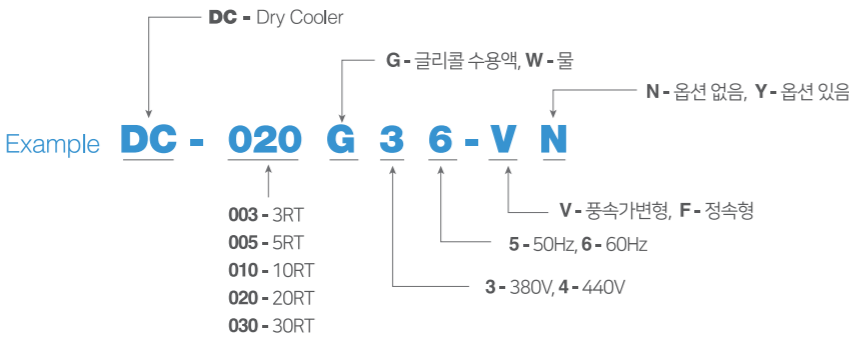 DC - Dry Cooler
G - 글리콜 수용액, W - 물
N - 옵션 없음, Y - 옵션 있음
Example DC - 020 G 3 6 - V N
003 - 3RT
V - 풍속가변형, F - 정속형
005 - 5RT
5 - 50Hz, 6 - 60Hz
010 - 10RT
3 - 380V, 4 - 440V
020 - 20RT
030 - 30RT